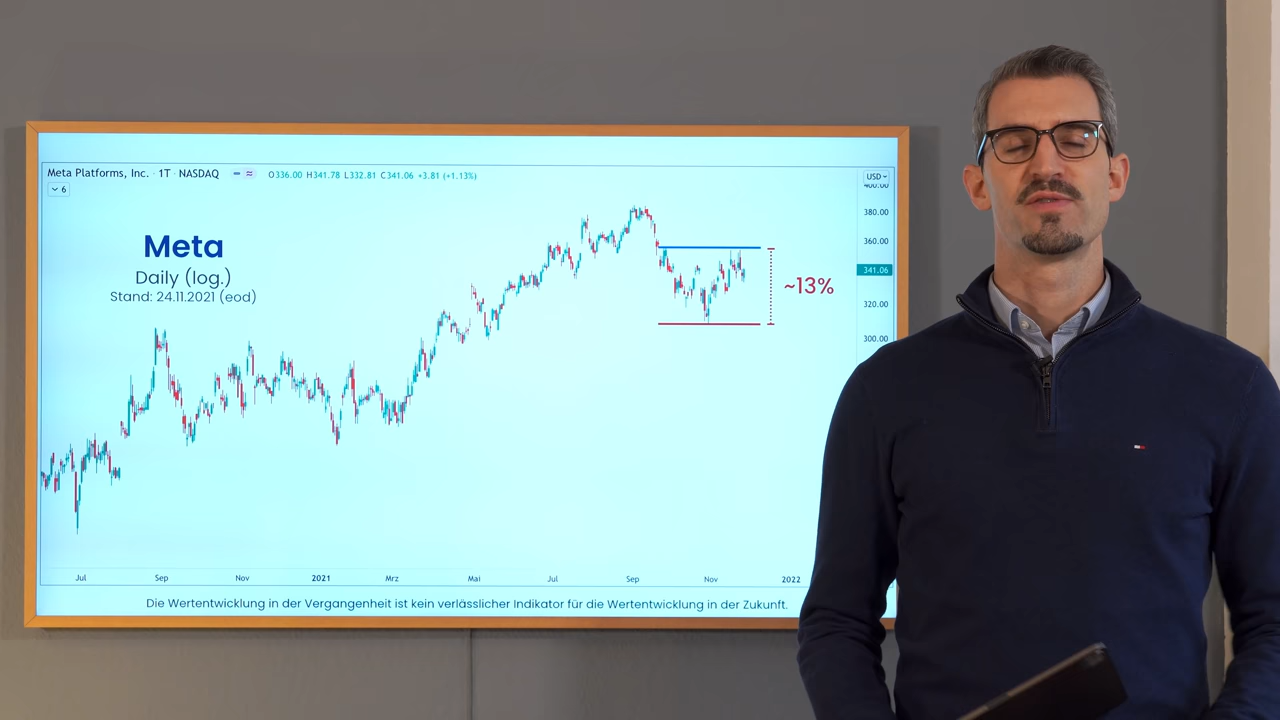 Meta Platforms, Inc. · 1T · NASDAQ O336.00 H341.78 L332.81 C341.06 +3.81 (+1.13%)
USD
6
400.00
Meta
Daily (log.)
Stand: 24.11.2021 (eod)
380.00
360.00
341.06
~13%
320.00
300.00
Jul Sep Nov 2021 Mrz Mai Jul Sep Nov 2022
Die Wertentwicklung in der Vergangenheit ist kein verlässlicher Indikator für die Wertentwicklung in der Zukunft.